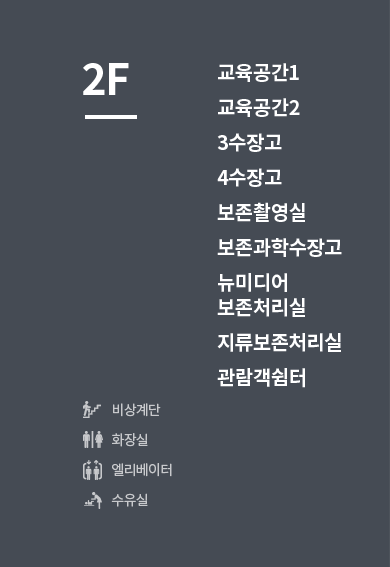 2F
교육공간1
교육공간2
3수장고
4수장고
보존촬영실
보존과학수장고
뉴미디어
보존처리실
지류보존처리실
관람객쉼터
비상계단
화장실
엘리베이터
수유실